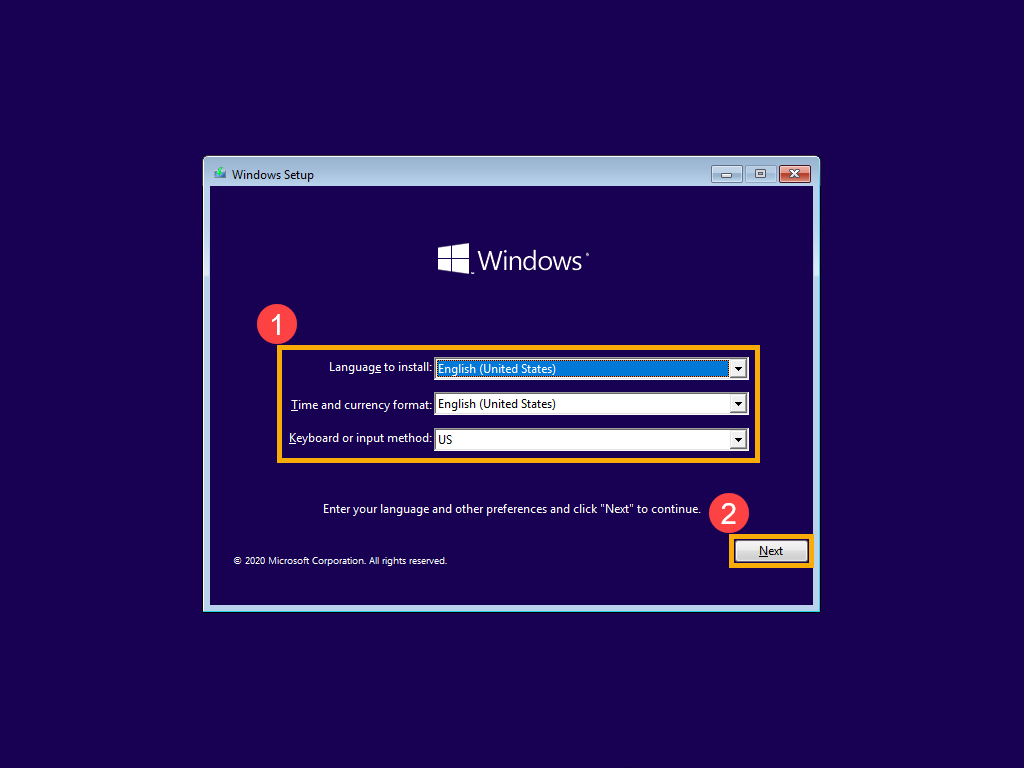 Windows Setup
Windows
1
Language to install: English (United States)
Time and currency format: English (United States)
Keyboard or input method: US
Enter your language and other preferences and click "Next" to continue.
2
Next
© 2020 Microsoft Corporation. All rights reserved.